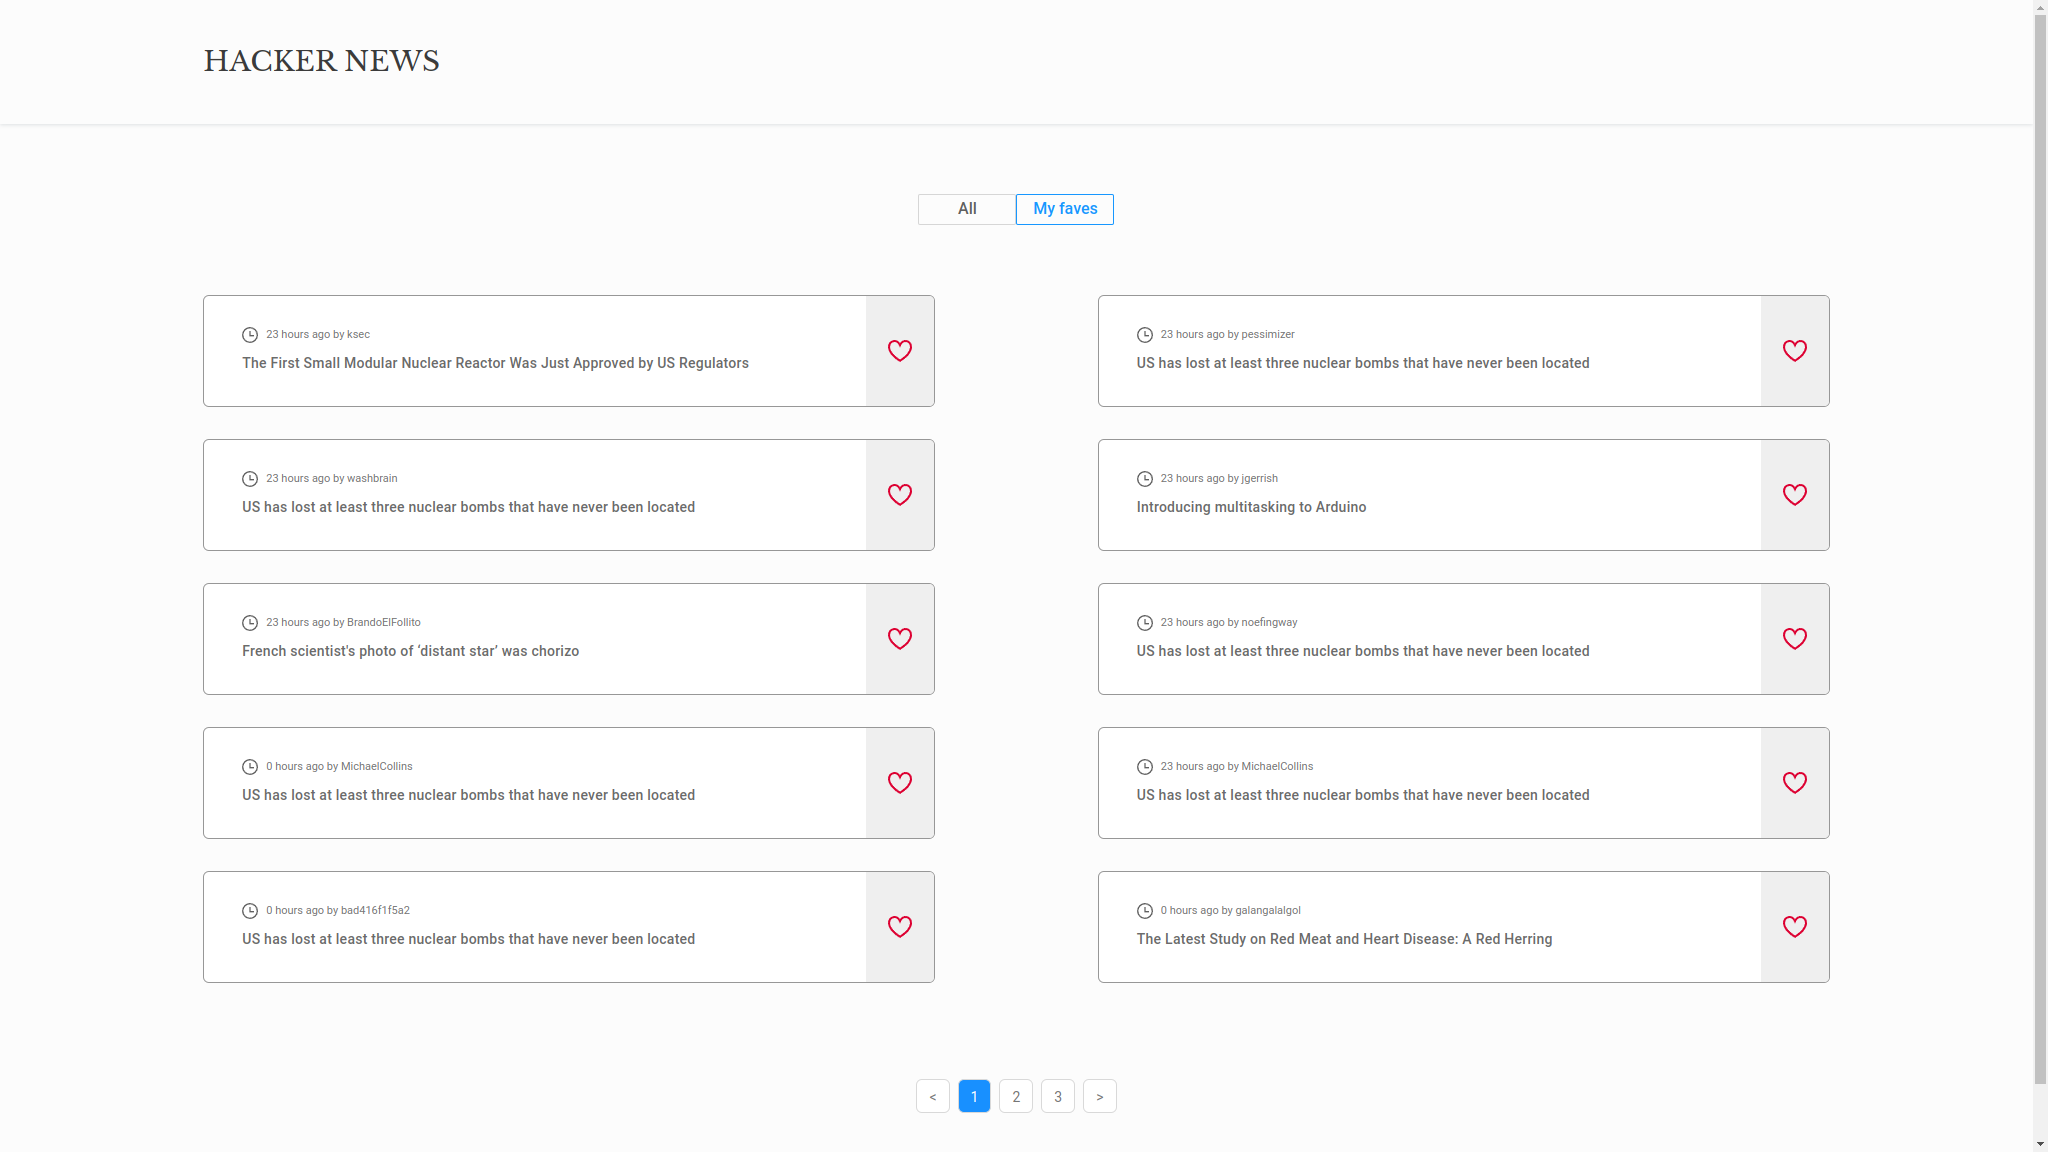 HACKER NEWS
All
My faves
23 hours ago by ksec
The First Small Modular Nuclear Reactor Was Just Approved by US Regulators
23 hours ago by pessimizer
US has lost at least three nuclear bombs that have never been located
23 hours ago by washbrain
US has lost at least three nuclear bombs that have never been located
23 hours ago by jgerrish
Introducing multitasking to Arduino
23 hours ago by BrandoElFollito
French scientist's photo of ‘distant star’ was chorizo
23 hours ago by noefingway
US has lost at least three nuclear bombs that have never been located
0 hours ago by MichaelCollins
US has lost at least three nuclear bombs that have never been located
23 hours ago by MichaelCollins
US has lost at least three nuclear bombs that have never been located
0 hours ago by bad416f1f5a2
US has lost at least three nuclear bombs that have never been located
0 hours ago by galangalalgol
The Latest Study on Red Meat and Heart Disease: A Red Herring
< 1 2 3 >